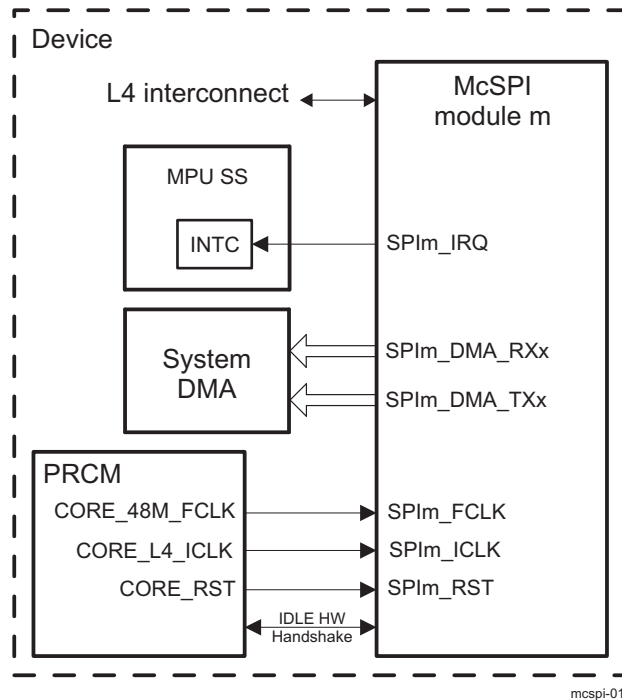 Device
L4 interconnect
McSPI
module m
MPU SS
INTC
SPIm_IRQ
System
DMA
SPIm_DMA_RXx
SPIm_DMA_TXx
PRCM
CORE_48M_FCLK
SPIm_FCLK
CORE_L4_ICLK
SPIm_ICLK
CORE_RST
SPIm_RST
IDLE HW
Handshake
mcspi-01